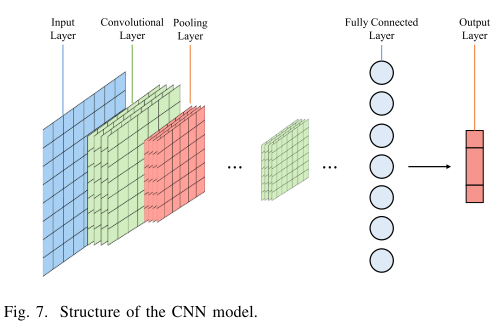 Input
Layer
Convolutional
Layer
Pooling
Layer
Fully Connected
Layer
Output
Layer
...
...
Fig. 7. Structure of the CNN model.